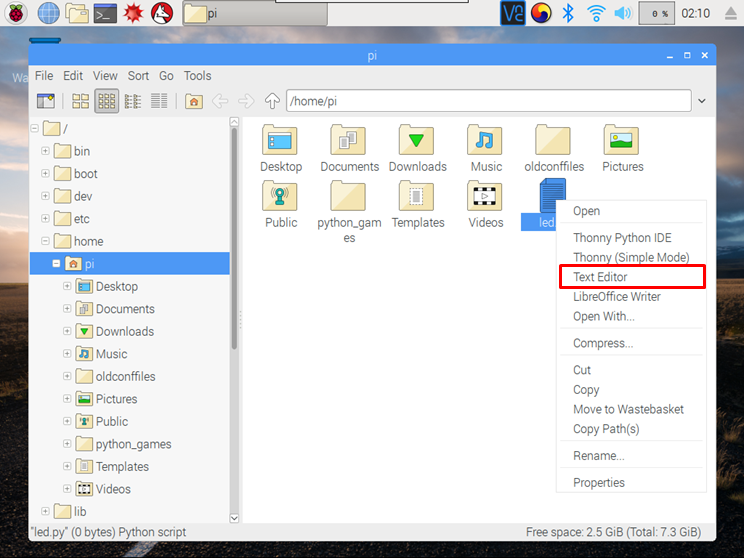 pi
0 %
02:10
Wa
pi
File Edit View Sort Go Tools
/home/pi
/
bin
boot
dev
etc
home
pi
Desktop
Documents
Downloads
Music
oldconffiles
Pictures
Public
python_games
Templates
Videos
lib
Desktop Documents Downloads Music oldconffiles Pictures
Public python_gam Templates Videos led
es
Open
Thonny Python IDE
Thonny (Simple Mode)
Text Editor
LibreOffice Writer
Open With...
Compress...
Cut
Copy
Move to Wastebasket
Copy Path(s)
Rename...
Properties
"led.py" (0 bytes) Python script
Free space: 2.5 GiB (Total: 7.3 GiB)